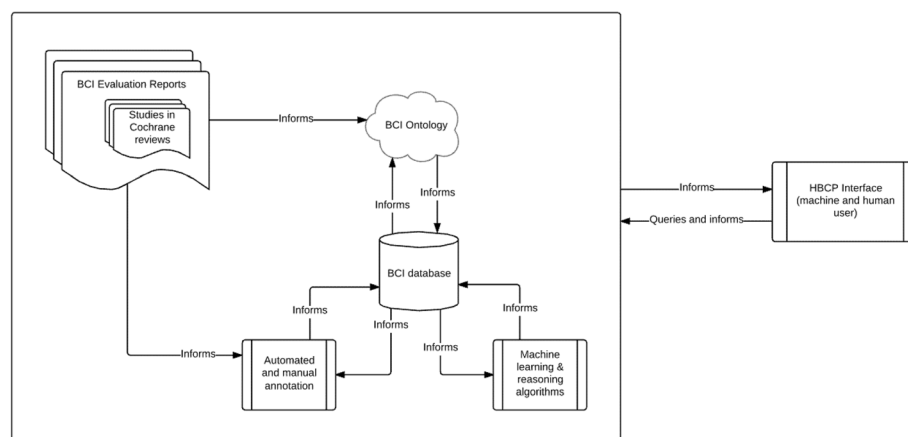 BCI Evaluation Reports
Studies in
Cochrane
reviews
Informs
BCI Ontology
Informs
Informs
Informs
HBCP Interface
(machine and human
user)
Queries and informs
BCI database
Informs
Informs
Informs
Informs
Informs
Automated
and manual
annotation
Machine
learning &
reasoning
algorithms